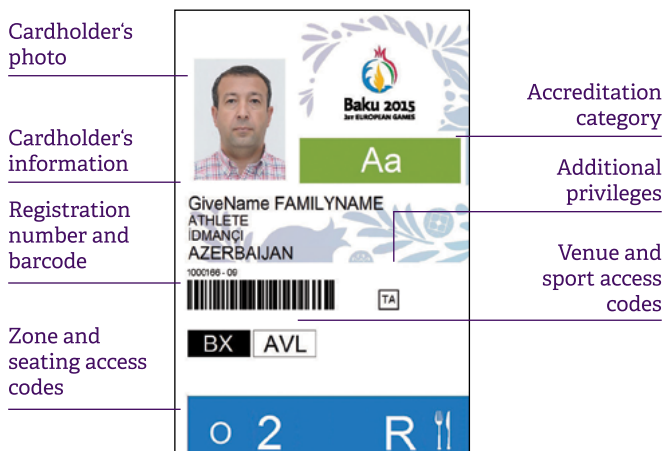 Cardholder‘s
photo
Cardholder‘s
information
Registration
number and
barcode
Zone and
seating access
codes
Baku 2015
1ST EUROPEAN GAMES
Aa
GiveName FAMILYNAME
ATHLETE
İDMANÇI
AZERBAIJAN
1000166 - 09
TA
BX AVL
O 2 R
Accreditation
category
Additional
privileges
Venue and
sport access
codes